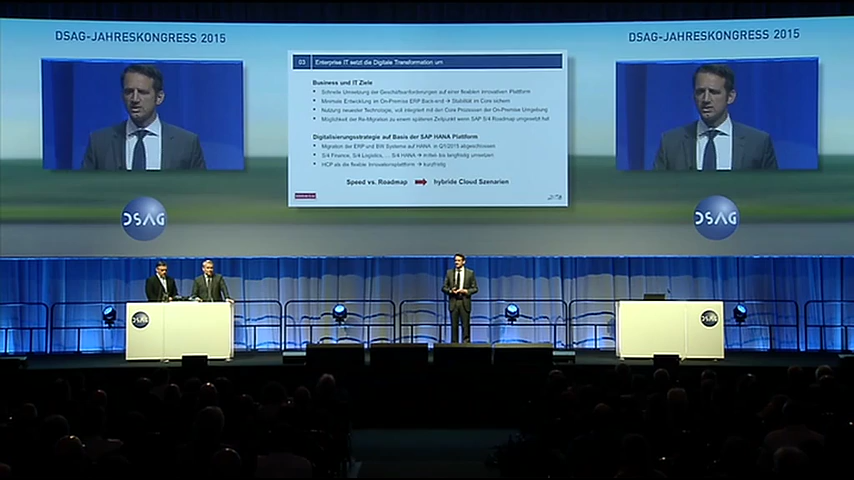 DSAG-JAHRESKONGRESS 2015
DSAG-JAHRESKONGRESS 2015
03 Enterprise IT setzt die Digitale Transformation um
Business und IT Ziele
Schnelle Umsetzung der Geschäftsanforderungen auf einer flexiblen innovativen Plattform
Minimale Entwicklung im On-Premise ERP Back-end → Stabilität im Core sichern
Nutzung neuester Technologie, voll integriert mit den Core Prozessen der On-Premise Umgebung
Möglichkeit der Re-Migration zu einem späteren Zeitpunkt wenn SAP S/4 Roadmap umgesetzt hat
Digitalisierungsstrategie auf Basis der SAP HANA Plattform
Migration der ERP und BW Systeme auf HANA in Q1/2015 abgeschlossen
S/4 Finance, S/4 Logistics, ... S/4 HANA → mittel bis langfristig umsetzen
HCP als die flexible Innovationsplattform → kurzfristig
Speed vs. Roadmap → hybride Cloud Szenarien
DSAG
DSAG
DSAG
DSAG